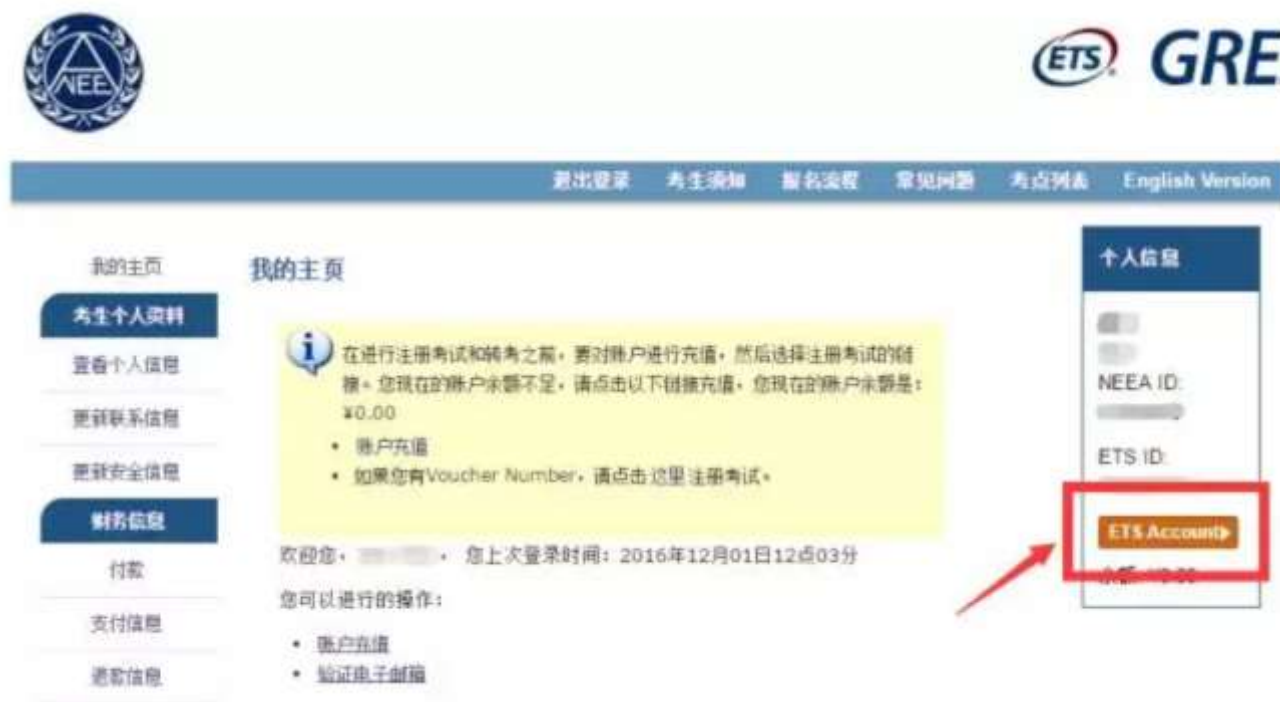 NEEA
ETS GRE
退出登录 考生须知 报名流程 常见问题 考点列表 English Version
我的主页
考生个人资料
查看个人信息
更新联系信息
更新安全信息
财务信息
付款
支付信息
退款信息
我的主页
在进行注册考试和转考之前，要对账户进行充值，然后选择注册考试的链
接。您现在的账户余额不足，请点击以下链接充值，您现在的账户余额是：
¥0.00
• 账户充值
• 如果您有Voucher Number，请点击这里注册考试。
欢迎您， ， 您上次登录时间：2016年12月01日12点03分
您可以进行的操作：
• 账户充值
• 验证电子邮箱
个人信息
NEEA ID:
ETS ID:
ETS Account